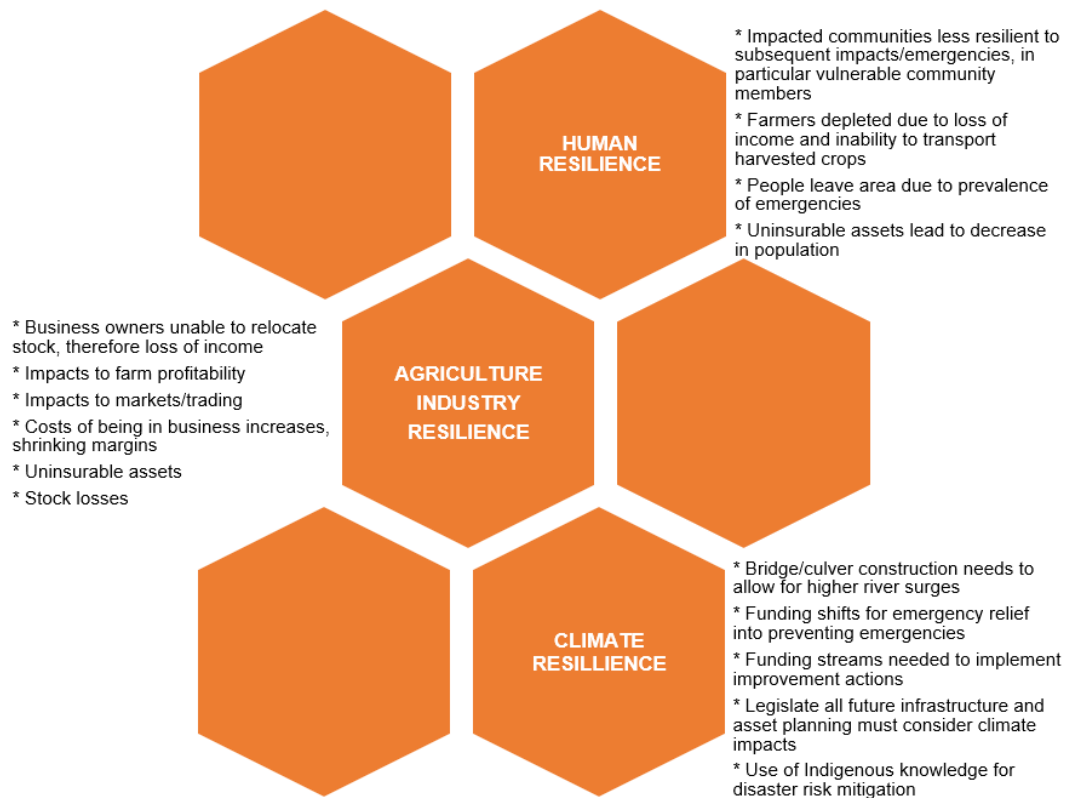 HUMAN
RESILIENCE
* Impacted communities less resilient to
subsequent impacts/emergencies, in
particular vulnerable community
members
* Farmers depleted due to loss of
income and inability to transport
harvested crops
* People leave area due to prevalence
of emergencies
* Uninsurable assets lead to decrease
in population
* Business owners unable to relocate
stock, therefore loss of income
* Impacts to farm profitability
* Impacts to markets/trading
* Costs of being in business increases,
shrinking margins
* Uninsurable assets
* Stock losses
AGRICULTURE
INDUSTRY
RESILIENCE
CLIMATE
RESILLIENCE
* Bridge/culver construction needs to
allow for higher river surges
* Funding shifts for emergency relief
into preventing emergencies
* Funding streams needed to implement
improvement actions
* Legislate all future infrastructure and
asset planning must consider climate
impacts
* Use of Indigenous knowledge for
disaster risk mitigation